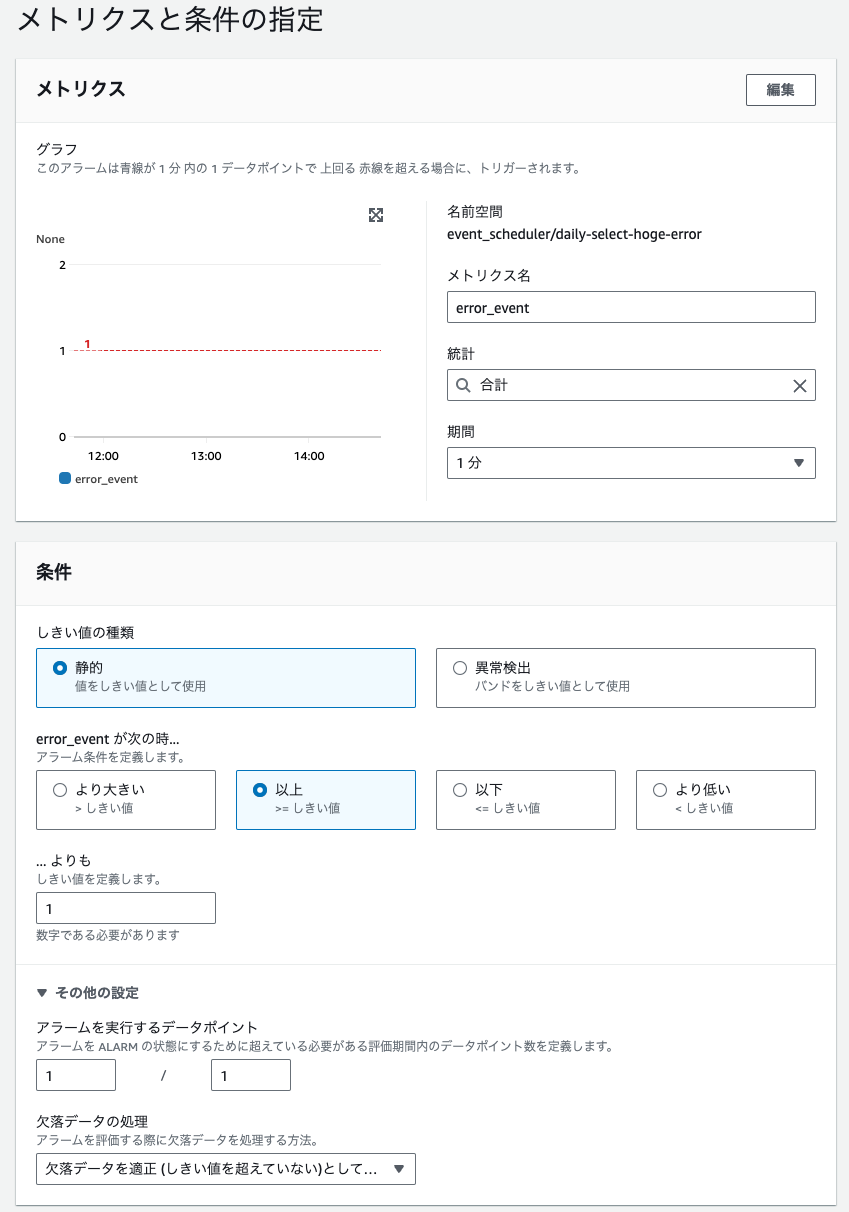 メトリクスと条件の指定
メトリクス
編集
グラフ
このアラームは青線が 1 分 内の 1 データポイントで 上回る 赤線を超える場合に、トリガーされます。
None
2
1
1
0
12:00
13:00
14:00
error_event
名前空間
event_scheduler/daily-select-hoge-error
メトリクス名
error_event
統計
合計
期間
1 分
条件
しきい値の種類
静的
値をしきい値として使用
異常検出
バンドをしきい値として使用
error_event が次の時...
アラーム条件を定義します。
より大きい
> しきい値
以上
>= しきい値
以下
<= しきい値
より低い
< しきい値
... よりも
しきい値を定義します。
1
数字である必要があります
その他の設定
アラームを実行するデータポイント
アラームを ALARM の状態にするために超えている必要がある評価期間内のデータポイント数を定義します。
1 / 1
欠落データの処理
アラームを評価する際に欠落データを処理する方法。
欠落データを適正 (しきい値を超えていない)として...